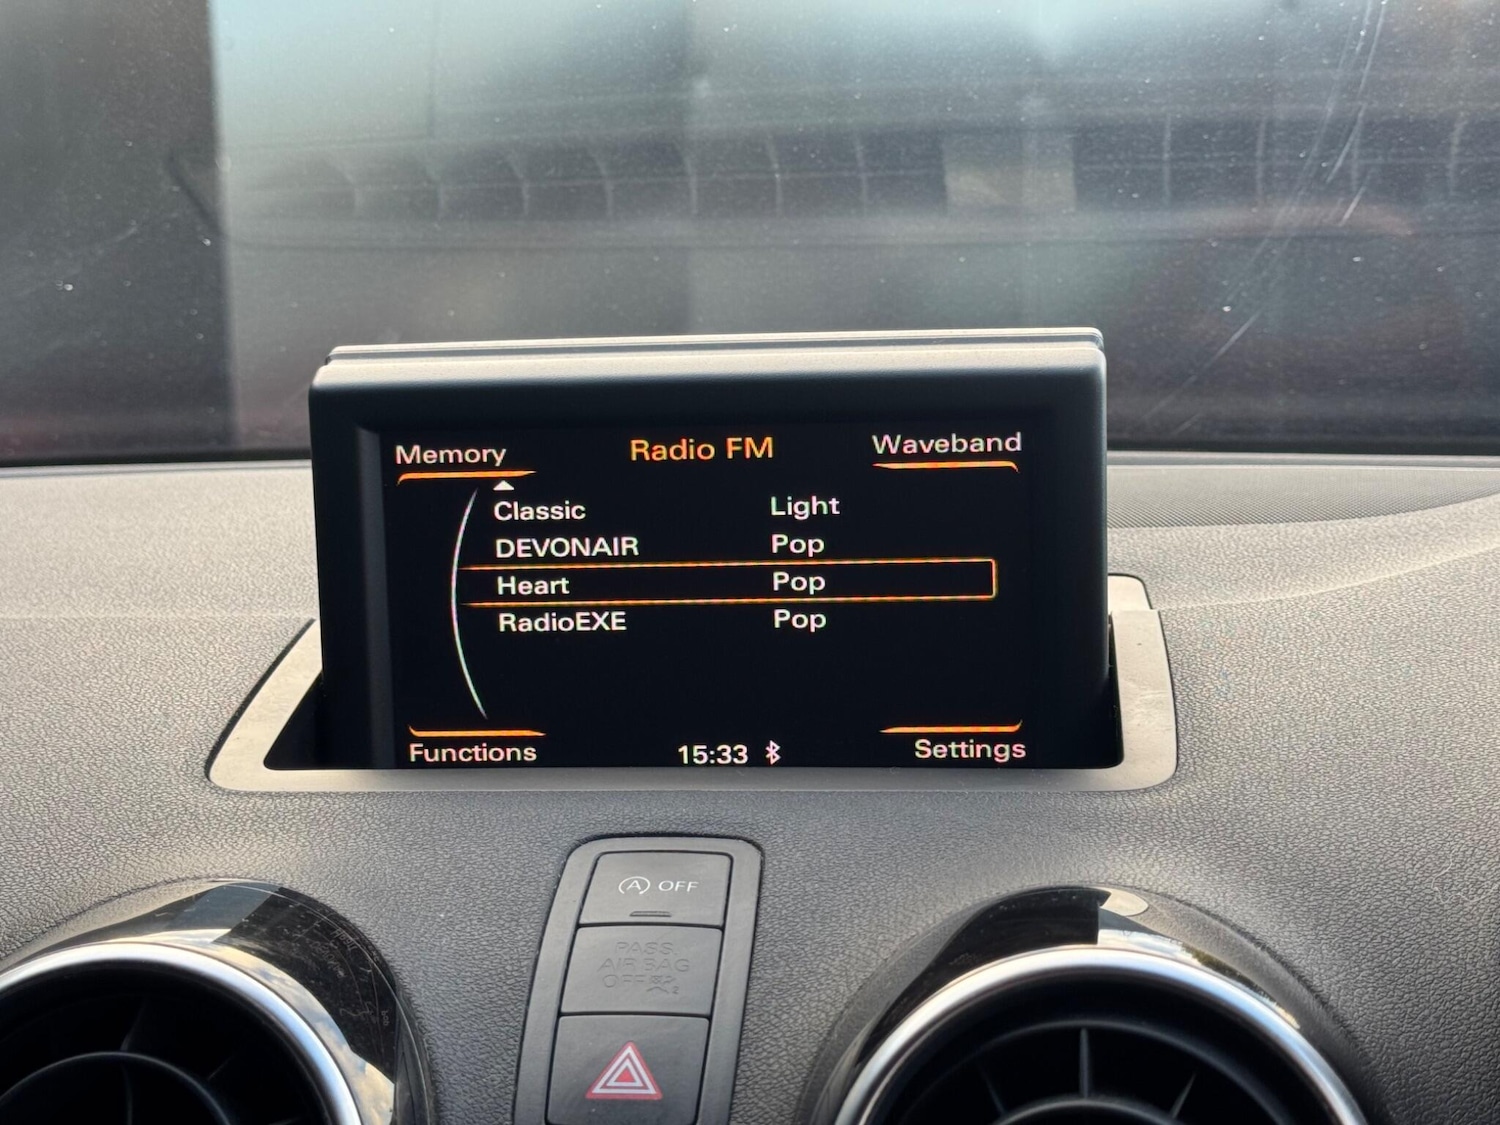 Memory Radio FM Waveband
Classic Light
DEVONAIR Pop
Heart Pop
RadioEXE Pop
Functions 15:33 Settings
A OFF
PASS.
AIR BAG
OFF 2